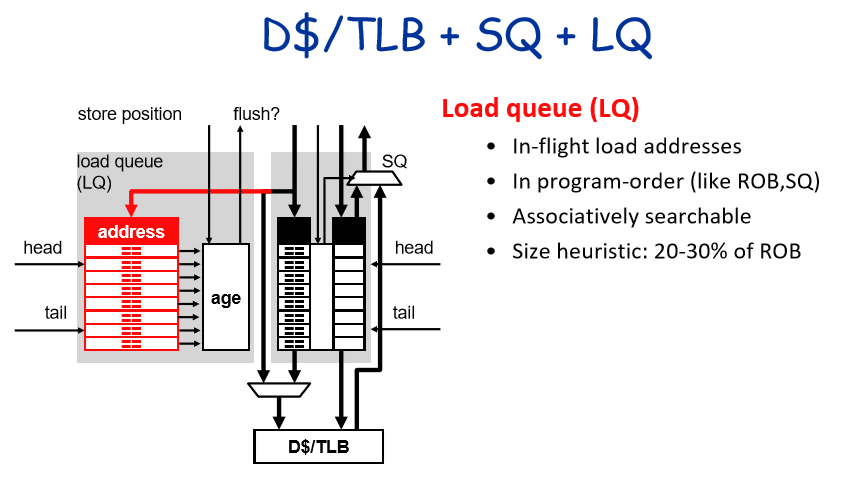 D$/TLB + SQ + LQ
store position
flush?
load queue
(LQ)
SQ
address
head
tail
age
head
tail
D$/TLB
Load queue (LQ)
• In-flight load addresses
• In program-order (like ROB,SQ)
• Associatively searchable
• Size heuristic: 20-30% of ROB